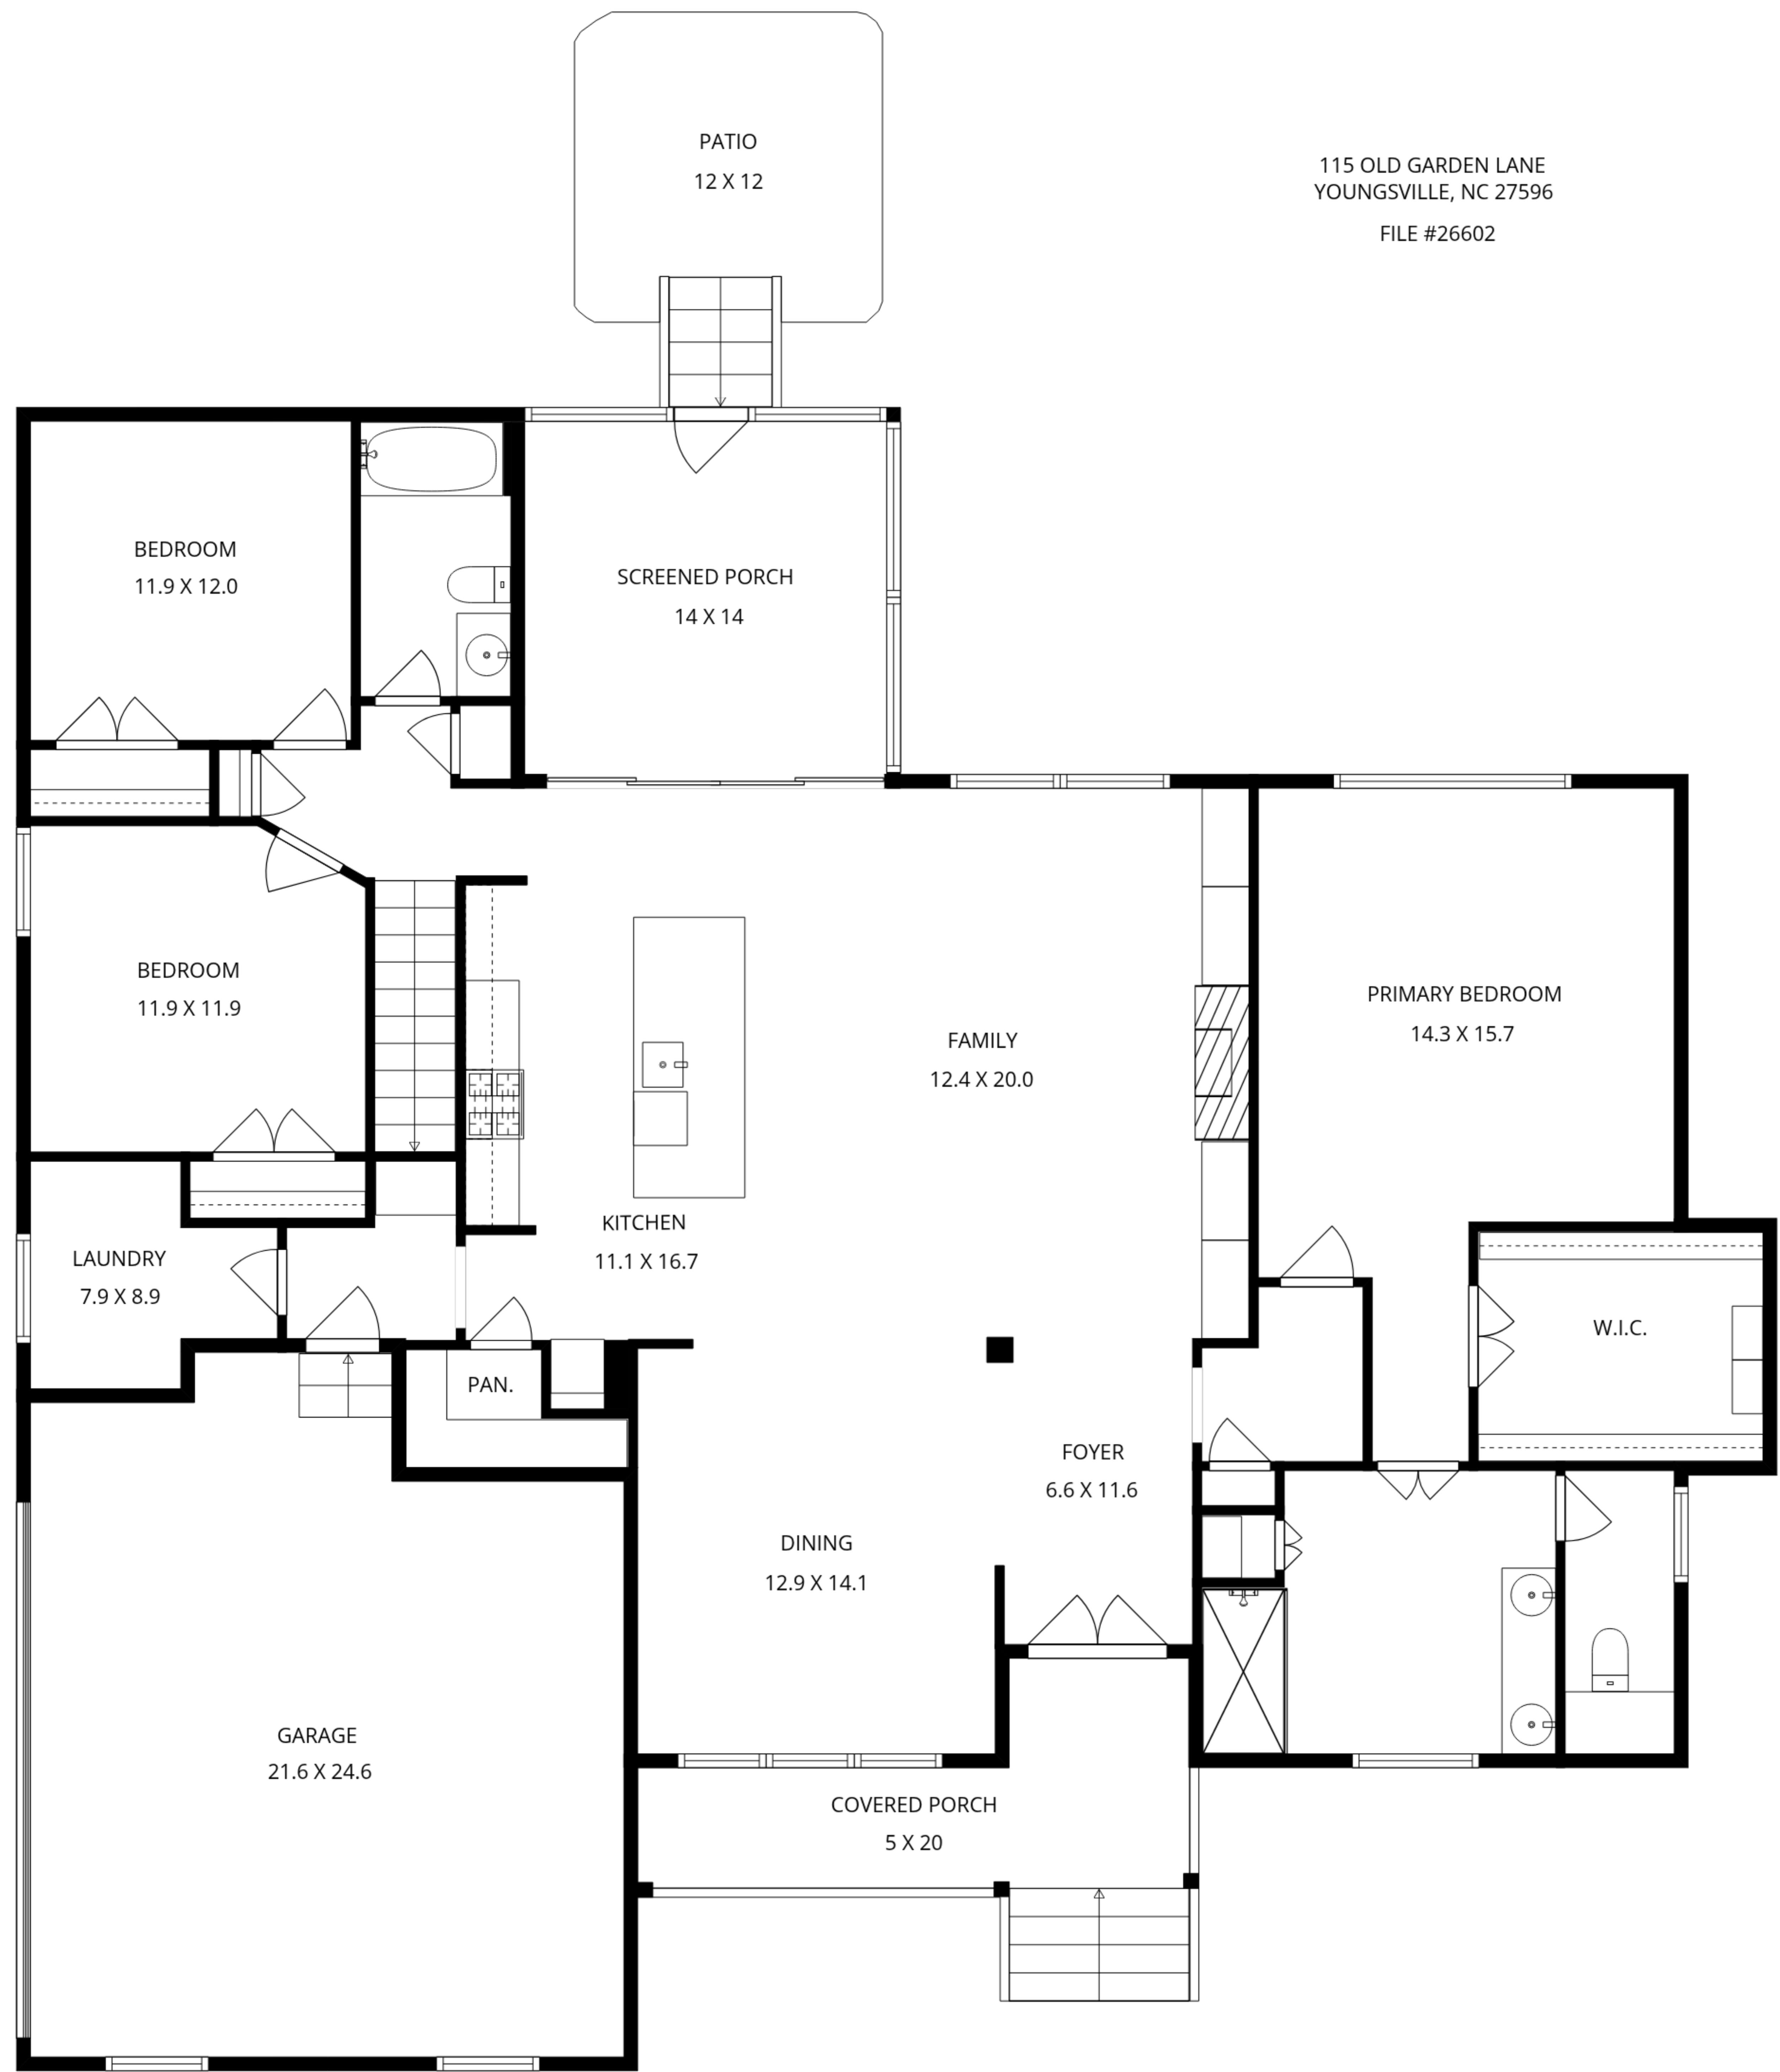 PATIO
12 X 12
115 OLD GARDEN LANE
YOUNGSVILLE, NC 27596
FILE #26602
BEDROOM
11.9 X 12.0
SCREENED PORCH
14 X 14
BEDROOM
11.9 X 11.9
FAMILY
12.4 X 20.0
PRIMARY BEDROOM
14.3 X 15.7
KITCHEN
11.1 X 16.7
LAUNDRY
7.9 X 8.9
W.I.C.
PAN.
FOYER
6.6 X 11.6
DINING
12.9 X 14.1
GARAGE
21.6 X 24.6
COVERED PORCH
5 X 20